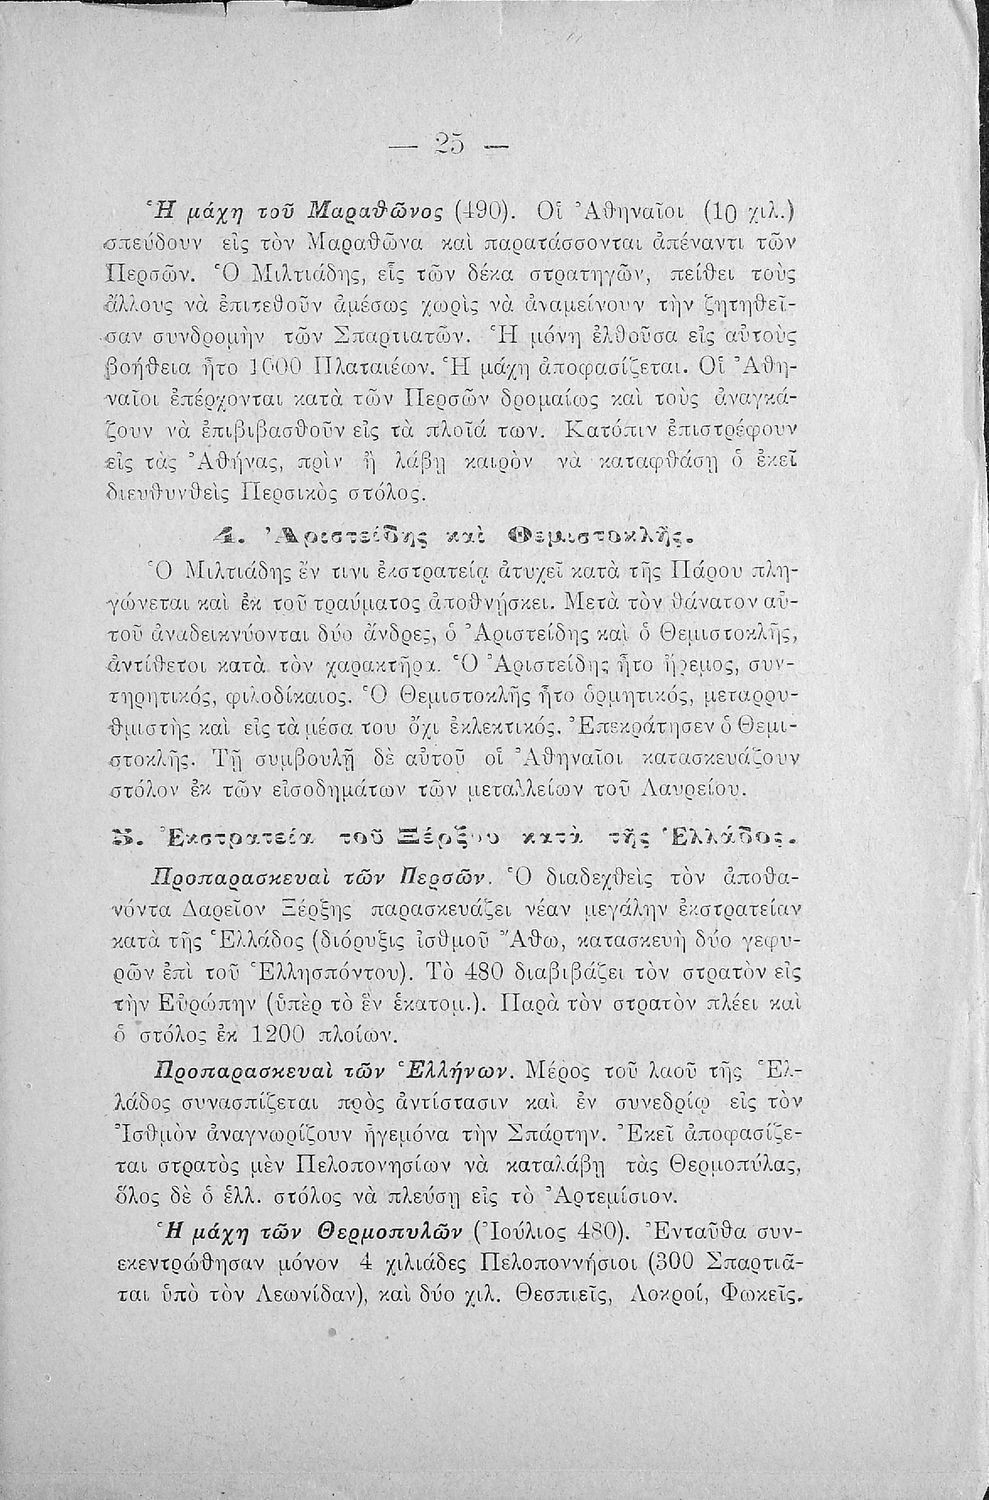 — 25 —
Ἡ μάχη τοῦ Μαραθῶνος (490). Οἱ Ἀθηναῖοι (10 χιλ.)
σπεύδουν εἰς τὸν Μαραθῶνα καὶ παρατάσσονται ἀπέναντι τῶν
Περσῶν. Ὁ Μιλτιάδης, εἷς τῶν δέκα στρατηγῶν, πείθει τοὺς
ἄλλους νὰ ἐπιτεθοῦν ἀμέσως χωρὶς νὰ ἀναμείνουν τὴν ζητηθεῖ-
σαν συνδρομὴν τῶν Σπαρτιατῶν. Ἡ μόνη ἐλθοῦσα εἰς αὐτοὺς
βοήθεια ἦτο 1000 Πλαταιέων. Ἡ μάχη ἀποφασίζεται. Οἱ Ἀθη-
ναῖοι ἐπέρχονται κατὰ τῶν Περσῶν δρομαίως καὶ τοὺς ἀναγκά-
ζουν νὰ ἐπιβιβασθοῦν εἰς τὰ πλοῖά των. Κατόπιν ἐπιστρέφουν
εἰς τὰς Ἀθήνας, πρὶν ἢ λάβῃ καιρὸν νὰ καταφθάσῃ ὁ ἐκεῖ
διευθυνθεὶς Περσικὸς στόλος.
4. Ἀριστείδης καὶ Θεμιστοκλῆς.
Ὁ Μιλτιάδης ἔν τινι ἐκστρατείᾳ ἀτυχεῖ κατὰ τῆς Πάρου πλη-
γώνεται καὶ ἐκ τοῦ τραύματος ἀποθνήσκει. Μετὰ τὸν θάνατον αὐ-
τοῦ ἀναδεικνύονται δύο ἄνδρες, ὁ Ἀριστείδης καὶ ὁ Θεμιστοκλῆς,
ἀντίθετοι κατὰ τὸν χαρακτῆρα. Ὁ Ἀριστείδης ἦτο ἤρεμος, συν-
τηρητικός, φιλοδίκαιος. Ὁ Θεμιστοκλῆς ἦτο ὁρμητικός, μεταρρυ-
θμιστὴς καὶ εἰς τὰ μέσα του ὄχι ἐκλεκτικός. Ἐπεκράτησεν ὁ Θεμι-
στοκλῆς. Τῇ συμβουλῇ δὲ αὐτοῦ οἱ Ἀθηναῖοι κατασκευάζουν
στόλον ἐκ τῶν εἰσοδημάτων τῶν μεταλλείων τοῦ Λαυρείου.
5. Ἐκστρατεία τοῦ Ξέρξου κατὰ τῆς Ἑλλάδος.
Προπαρασκευαὶ τῶν Περσῶν. Ὁ διαδεχθεὶς τὸν ἀποθα-
νόντα Δαρεῖον Ξέρξης παρασκευάζει νέαν μεγάλην ἐκστρατείαν
κατὰ τῆς Ἑλλάδος (διόρυξις ἰσθμοῦ Ἄθω, κατασκευὴ δύο γεφυ-
ρῶν ἐπὶ τοῦ Ἑλλησπόντου). Τὸ 480 διαβιβάζει τὸν στρατὸν εἰς
τὴν Εὐρώπην (ὑπὲρ τὸ ἓν ἑκατομ.). Παρὰ τὸν στρατὸν πλέει καὶ
ὁ στόλος ἐκ 1200 πλοίων.
Προπαρασκευαὶ τῶν Ἑλλήνων. Μέρος τοῦ λαοῦ τῆς Ἑλ-
λάδος συνασπίζεται πρὸς ἀντίστασιν καὶ ἐν συνεδρίῳ εἰς τὸν
Ἰσθμὸν ἀναγνωρίζουν ἡγεμόνα τὴν Σπάρτην. Ἐκεῖ ἀποφασίζε-
ται στρατὸς μὲν Πελοπονησίων νὰ καταλάβῃ τὰς Θερμοπύλας,
ὅλος δὲ ὁ ἑλλ. στόλος νὰ πλεύσῃ εἰς τὸ Ἀρτεμίσιον.
Ἡ μάχη τῶν Θερμοπυλῶν (Ἰούλιος 480). Ἐνταῦθα συν-
εκεντρώθησαν μόνον 4 χιλιάδες Πελοποννήσιοι (300 Σπαρτιᾶ-
ται ὑπὸ τὸν Λεωνίδαν), καὶ δύο χιλ. Θεσπιεῖς, Λοκροί, Φωκεῖς.